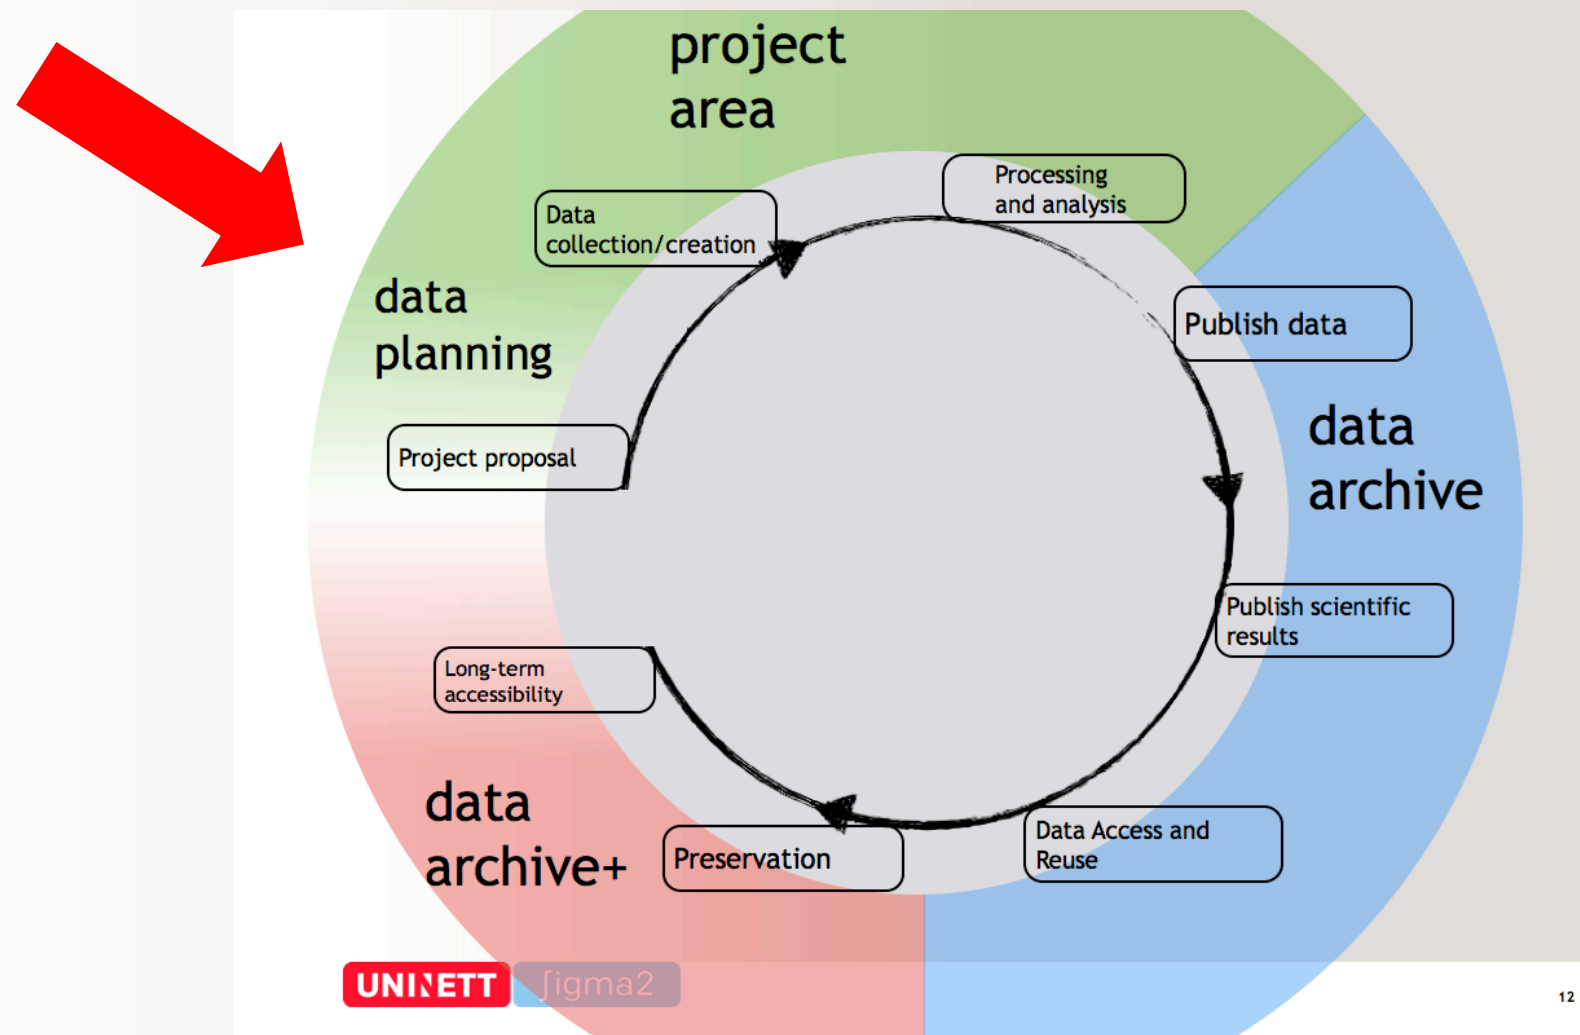 project
area
Processing
and analysis
Data
collection/creation
data
planning
Publish data
Project proposal
data
archive
Publish scientific
results
Long-term
accessibility
data
archive+
Preservation
Data Access and
Reuse
UNINETT
Sigma2
12